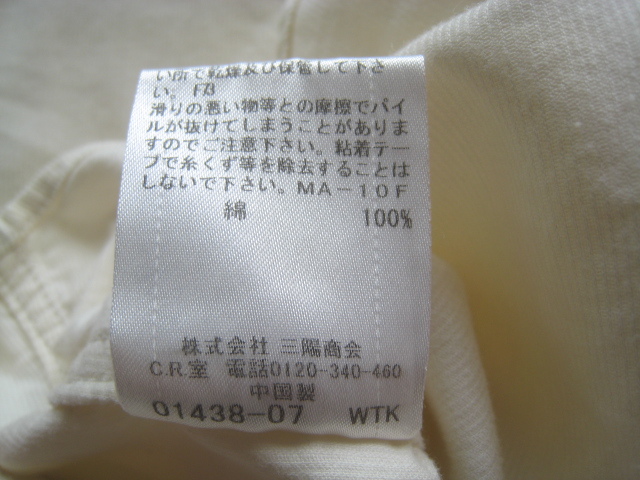 い所で乾燥及び保管して下さ
い。F3
滑りの悪い物等との摩擦でパイ
ルが抜けてしまうことがありま
すのでご注意下さい。粘着テー
プで糸くず等を除去することは
しないで下さい。MA-10F
綿 100%
株式会社 三陽商会
C.R.室 電話0120-340-460
中国製
01438-07 WTK